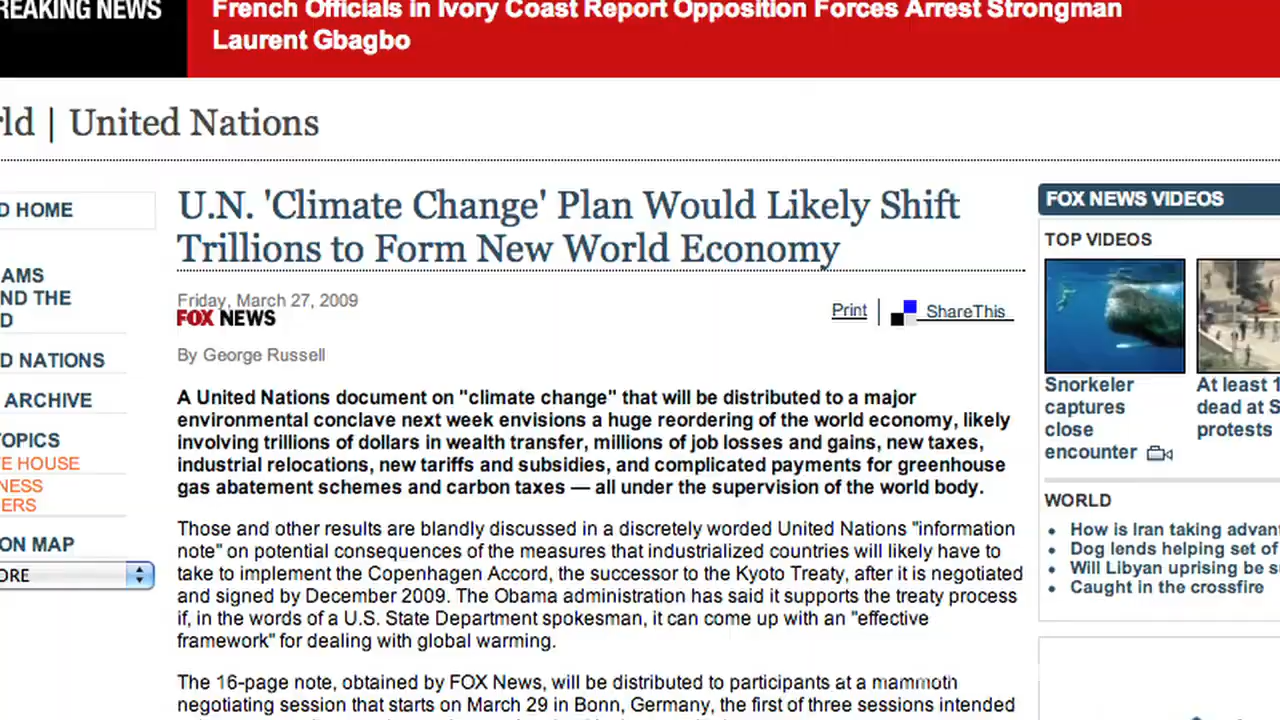 REAKING NEWS
French Officials in Ivory Coast Report Opposition Forces Arrest Strongman
Laurent Gbagbo
rld | United Nations
D HOME
AMS
ND THE
D
D NATIONS
ARCHIVE
TOPICS
E HOUSE
NESS
ERS
ON MAP
ORE
U.N. 'Climate Change' Plan Would Likely Shift
Trillions to Form New World Economy
Friday, March 27, 2009
FOX NEWS
Print | ShareThis
By George Russell
A United Nations document on "climate change" that will be distributed to a major
environmental conclave next week envisions a huge reordering of the world economy, likely
involving trillions of dollars in wealth transfer, millions of job losses and gains, new taxes,
industrial relocations, new tariffs and subsidies, and complicated payments for greenhouse
gas abatement schemes and carbon taxes — all under the supervision of the world body.
Those and other results are blandly discussed in a discretely worded United Nations "information
note" on potential consequences of the measures that industrialized countries will likely have to
take to implement the Copenhagen Accord, the successor to the Kyoto Treaty, after it is negotiated
and signed by December 2009. The Obama administration has said it supports the treaty process
if, in the words of a U.S. State Department spokesman, it can come up with an "effective
framework" for dealing with global warming.
The 16-page note, obtained by FOX News, will be distributed to participants at a mammoth
negotiating session that starts on March 29 in Bonn, Germany, the first of three sessions intended
FOX NEWS VIDEOS
TOP VIDEOS
Snorkeler
captures
close
encounter
At least 1
dead at S
protests
WORLD
• How is Iran taking advan
• Dog lends helping set of
• Will Libyan uprising be s
• Caught in the crossfire